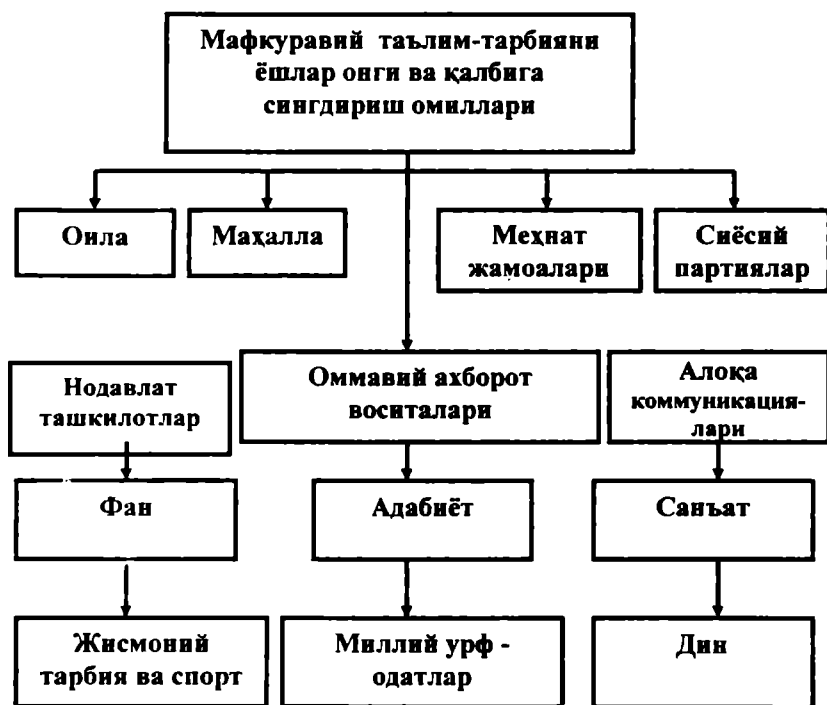 Мафкуравий таълим-тарбияни
ёшлар онги ва қалбига
сингдириш омиллари
Оила
Маҳалла
Меҳнат
жамоалари
Сиёсий
партиялар
Нодавлат
ташкилотлар
Оммавий ахборот
воситалари
Алоқа
коммуникация-
лари
Фан
Адабиёт
Санъат
Жисмоний
тарбия ва спорт
Миллий урф -
одатлар
Дин